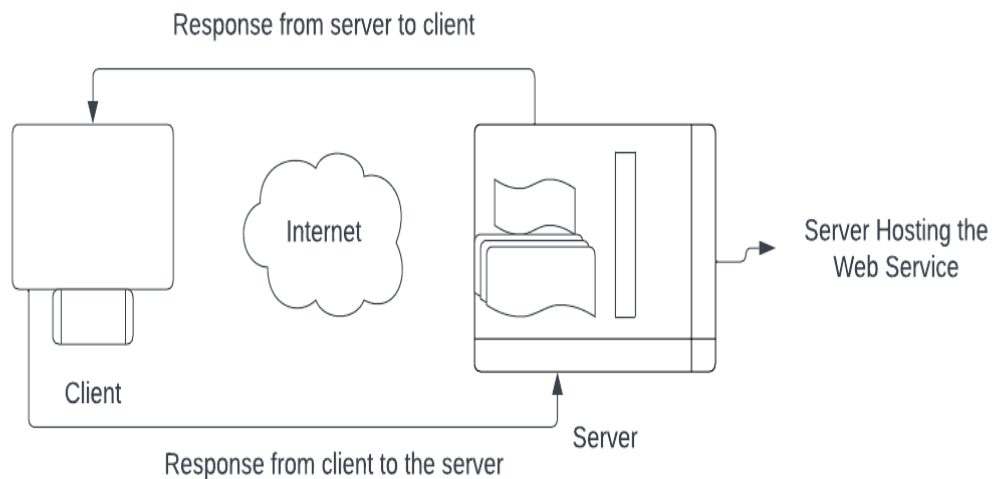 Response from server to client
Internet
Server Hosting the
Web Service
Client
Server
Response from client to the server